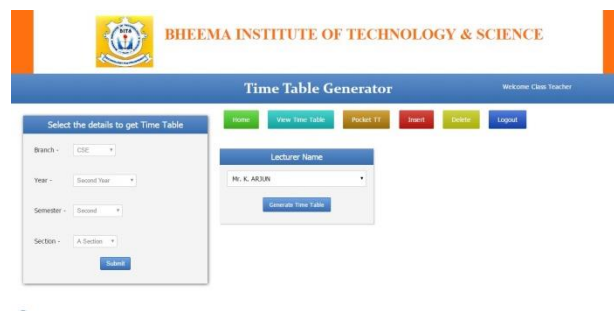 BITS
BHEEMA INSTITUTE OF TECHNOLOGY & SCIENCE
Time Table Generator
Welcome Class Teacher
Select the details to get Time Table
Home View Time Table Pocket TT Insert Delete Logout
Branch - CSE
Lecturer Name
Year - Second Year
Mr. K. ARJUN
Semester - Second
Generate Time Table
Section - A Section
Submit